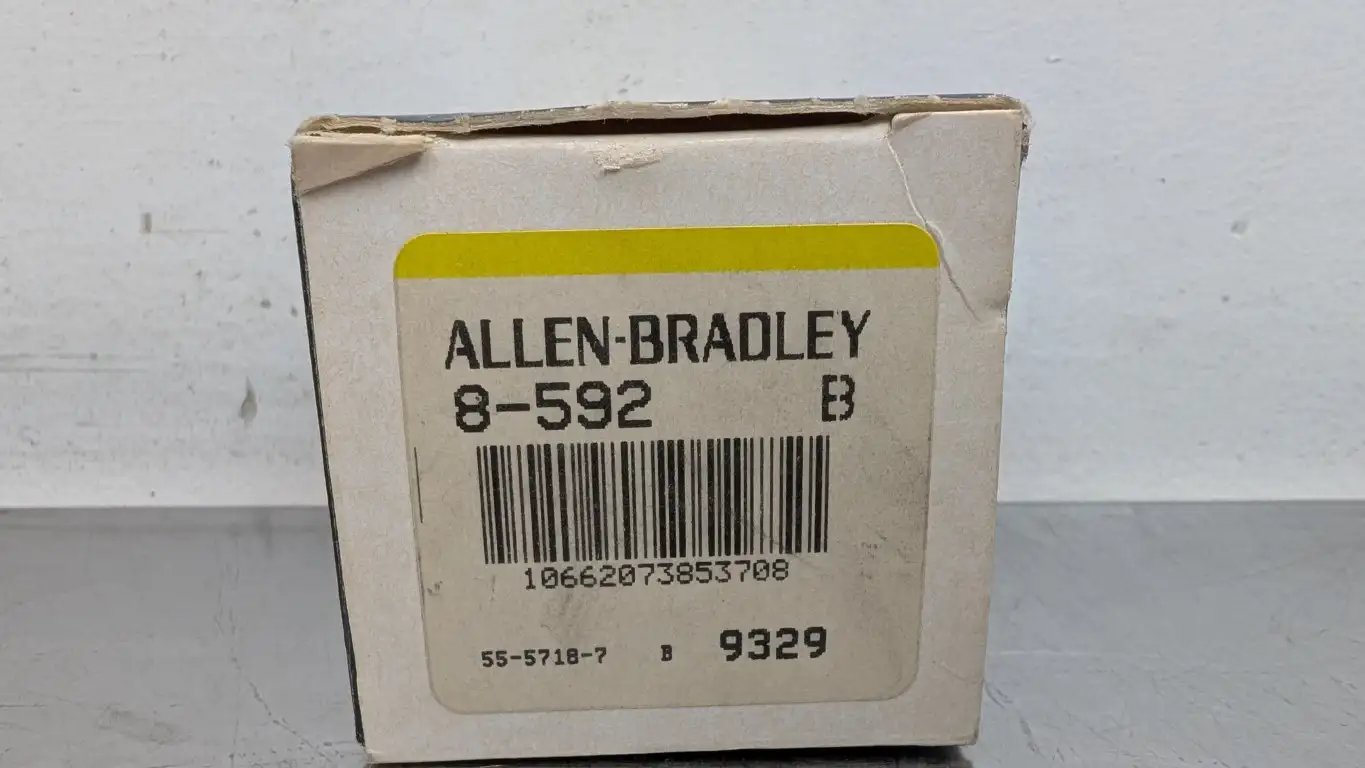 ALLEN-BRADLEY
8-592 B
10662073853708
55-5718-7 B 9329